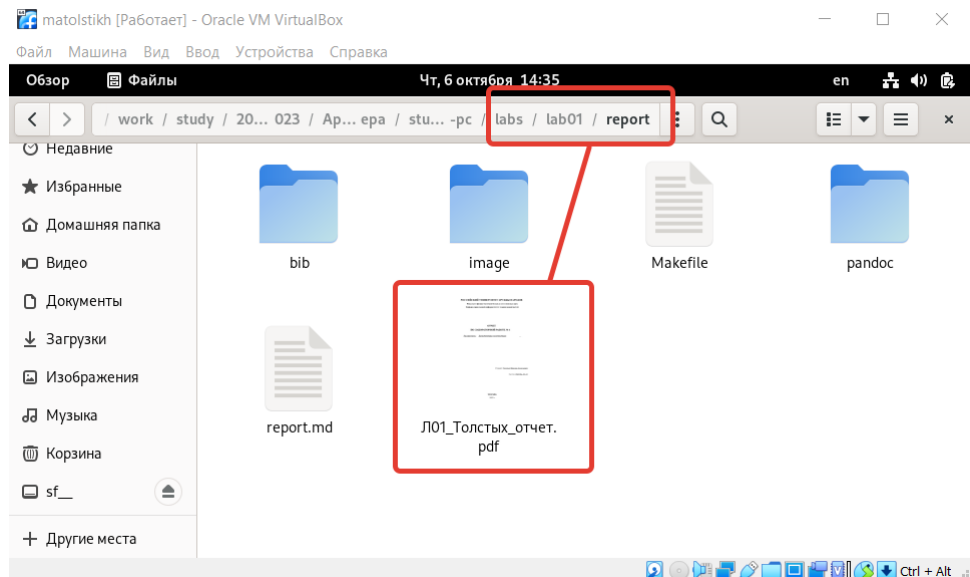 matolstikh [Работает] - Oracle VM VirtualBox
Файл Машина Вид Ввод Устройства Справка
Обзор Файлы Чт, 6 октября 14:35 en
/ work / study / 20... 023 / Ap... epa / stu... -pc / labs / lab01 / report
Недавние
Избранные
Домашняя папка
Видео
Документы
Загрузки
Изображения
Музыка
Корзина
sf__
Другие места
bib
image
Makefile
pandoc
report.md
Л01_Толстых_отчет.
pdf
Ctrl + Alt